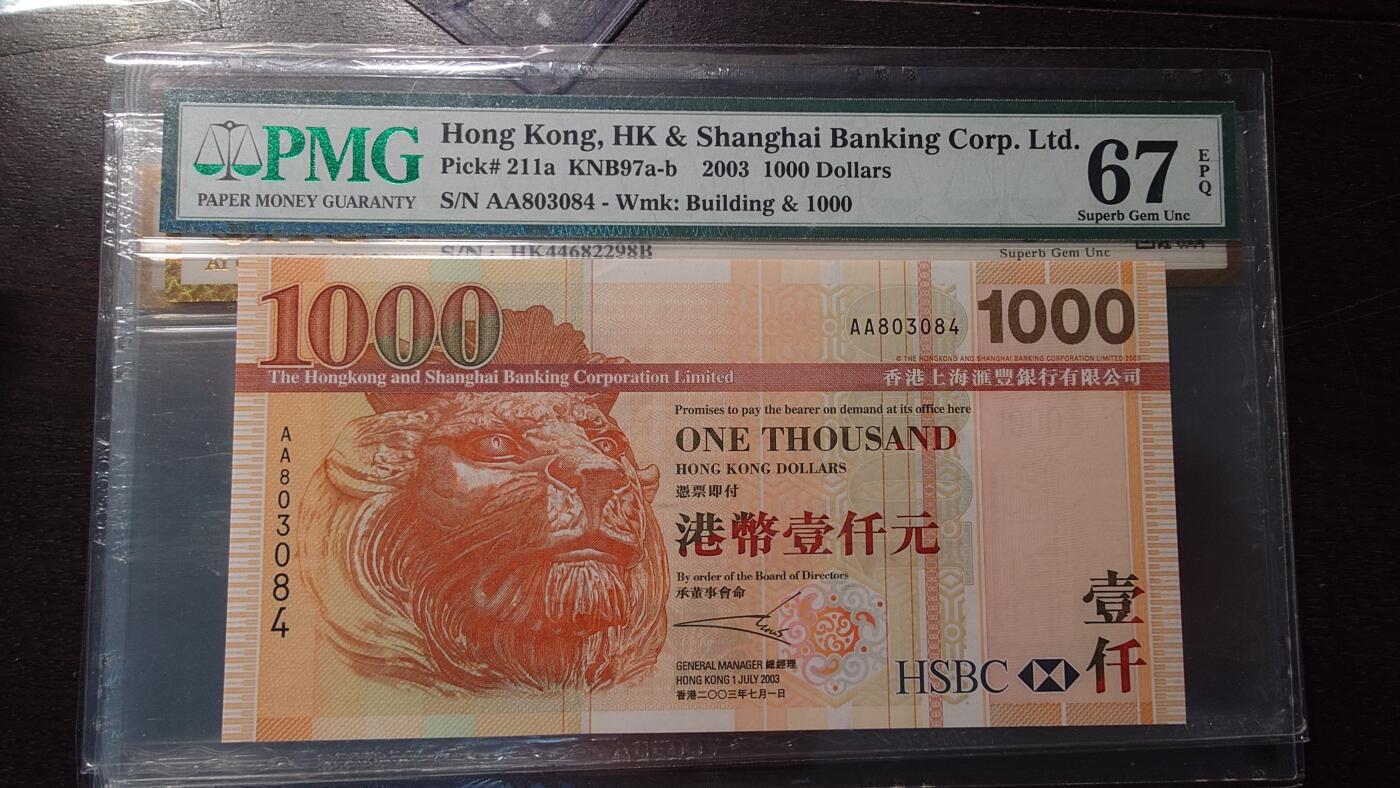 PMG
PAPER MONEY GUARANTY
Hong Kong, HK & Shanghai Banking Corp. Ltd.
Pick# 211a KNB97a-b 2003 1000 Dollars
S/N AA803084 - Wmk: Building & 1000
67
EPQ
Superb Gem Unc
S/N : HK44682298B
Superb Gem Unc
1000
AA803084
1000
© THE HONGKONG AND SHANGHAI BANKING CORPORATION LIMITED 2003
The Hongkong and Shanghai Banking Corporation Limited
香港上海滙豐銀行有限公司
AA803084
Promises to pay the bearer on demand at its office here
ONE THOUSAND
HONG KONG DOLLARS
憑票即付
港幣壹仟元
By order of the Board of Directors
承董事會命
GENERAL MANAGER 總經理
HONG KONG 1 JULY 2003
香港二〇〇三年七月一日
HSBC
壹仟